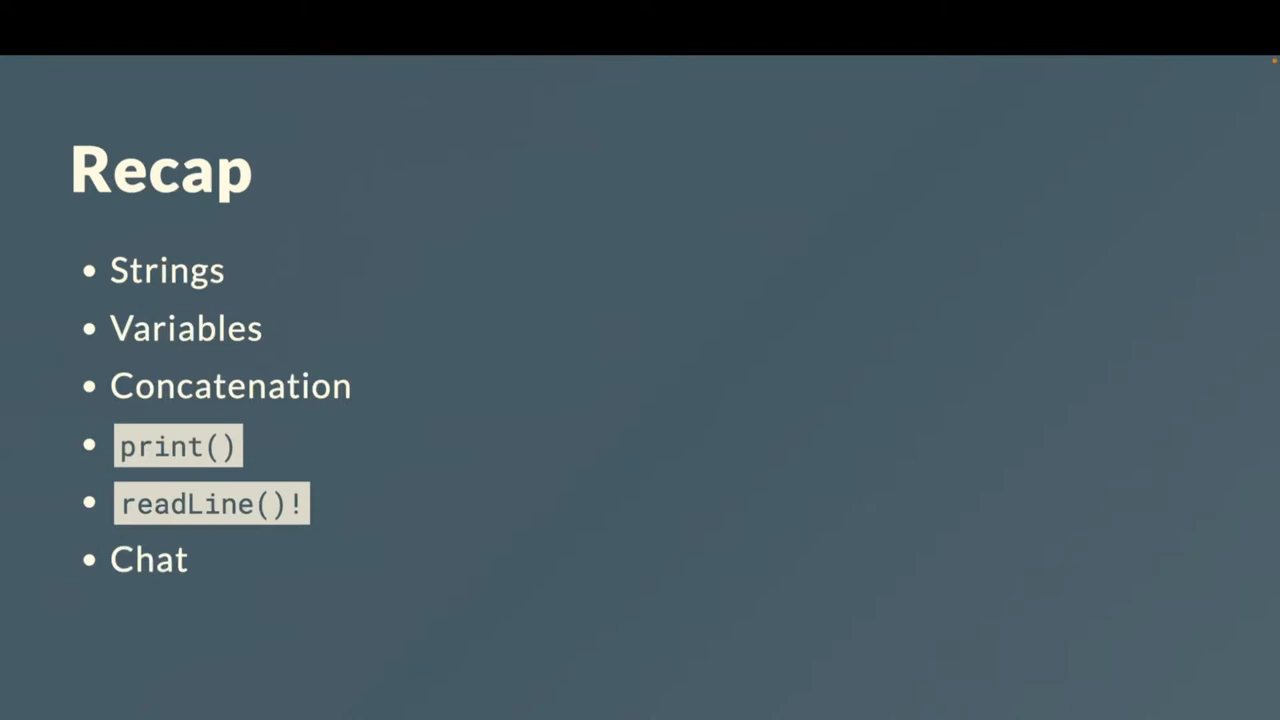 Recap
• Strings
• Variables
• Concatenation
• print()
• readLine()!
• Chat